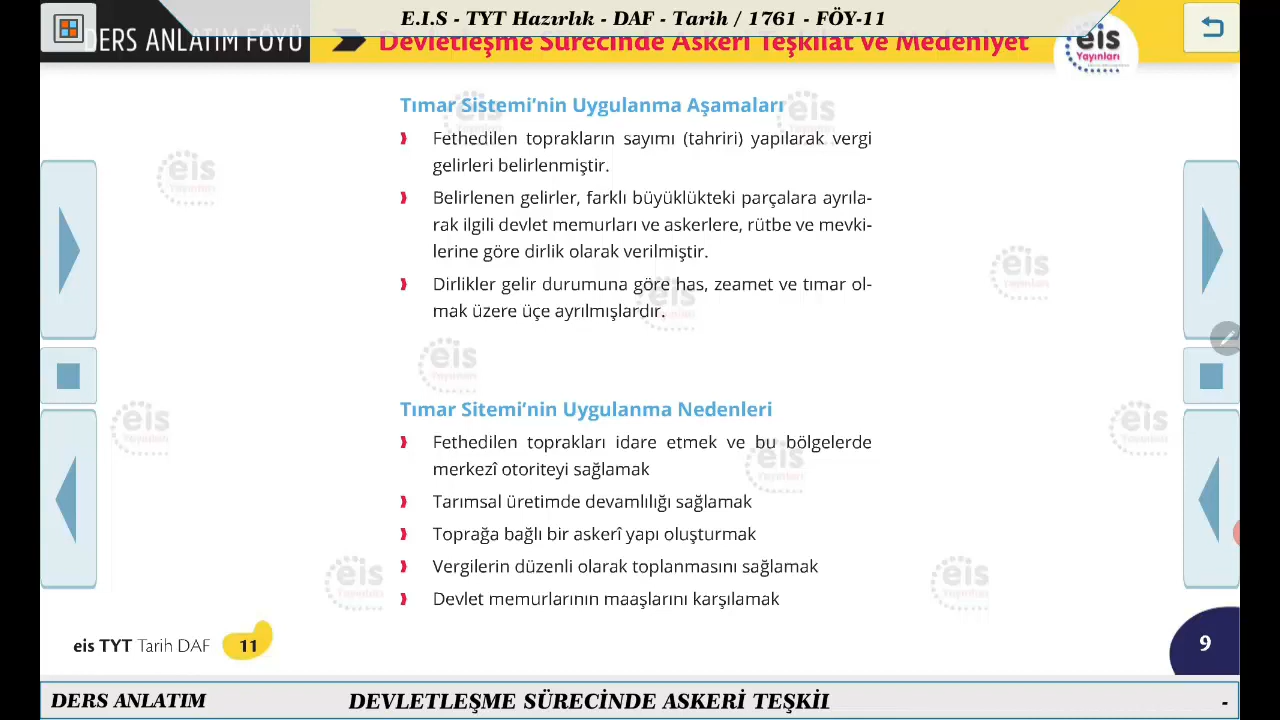 E.I.S - TYT Hazırlık - DAF - Tarih / 1761 - FÖY-11
DERS ANLATIM FÖYÜ
Devletleşme Sürecinde Askerî Teşkilat ve Medeniyet
eis
Yayınları
Tımar Sistemi’nin Uygulanma Aşamaları
Fethedilen toprakların sayımı (tahriri) yapılarak vergi
gelirleri belirlenmiştir.
Belirlenen gelirler, farklı büyüklükteki parçalara ayrıla-
rak ilgili devlet memurları ve askerlere, rütbe ve mevki-
lerine göre dirlik olarak verilmiştir.
Dirlikler gelir durumuna göre has, zeamet ve tımar ol-
mak üzere üçe ayrılmışlardır.
Tımar Sitemi’nin Uygulanma Nedenleri
Fethedilen toprakları idare etmek ve bu bölgelerde
merkezî otoriteyi sağlamak
Tarımsal üretimde devamlılığı sağlamak
Toprağa bağlı bir askerî yapı oluşturmak
Vergilerin düzenli olarak toplanmasını sağlamak
Devlet memurlarının maaşlarını karşılamak
eis TYT Tarih DAF 11
9
DERS ANLATIM DEVLETLEŞME SÜRECİNDE ASKERİ TEŞKİL -